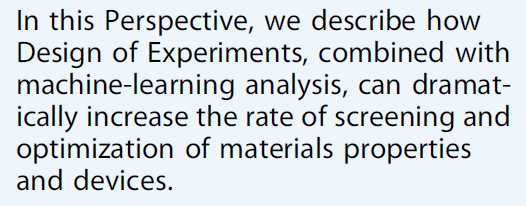 In this Perspective, we describe how
Design of Experiments, combined with
machine-learning analysis, can dramat-
ically increase the rate of screening and
optimization of materials properties
and devices.